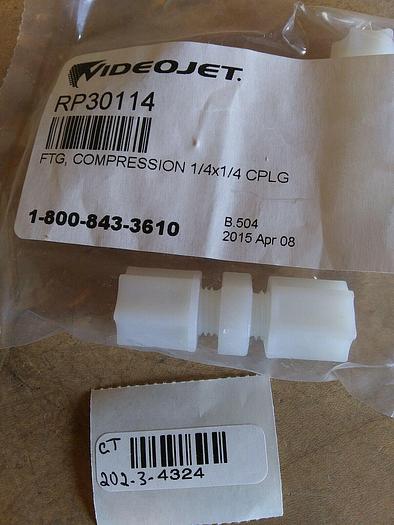 VIDEOJET.
RP30114
FTG, COMPRESSION 1/4x1/4 CPLG
1-800-843-3610
B.504
2015 Apr 08
CT
202-3-4324